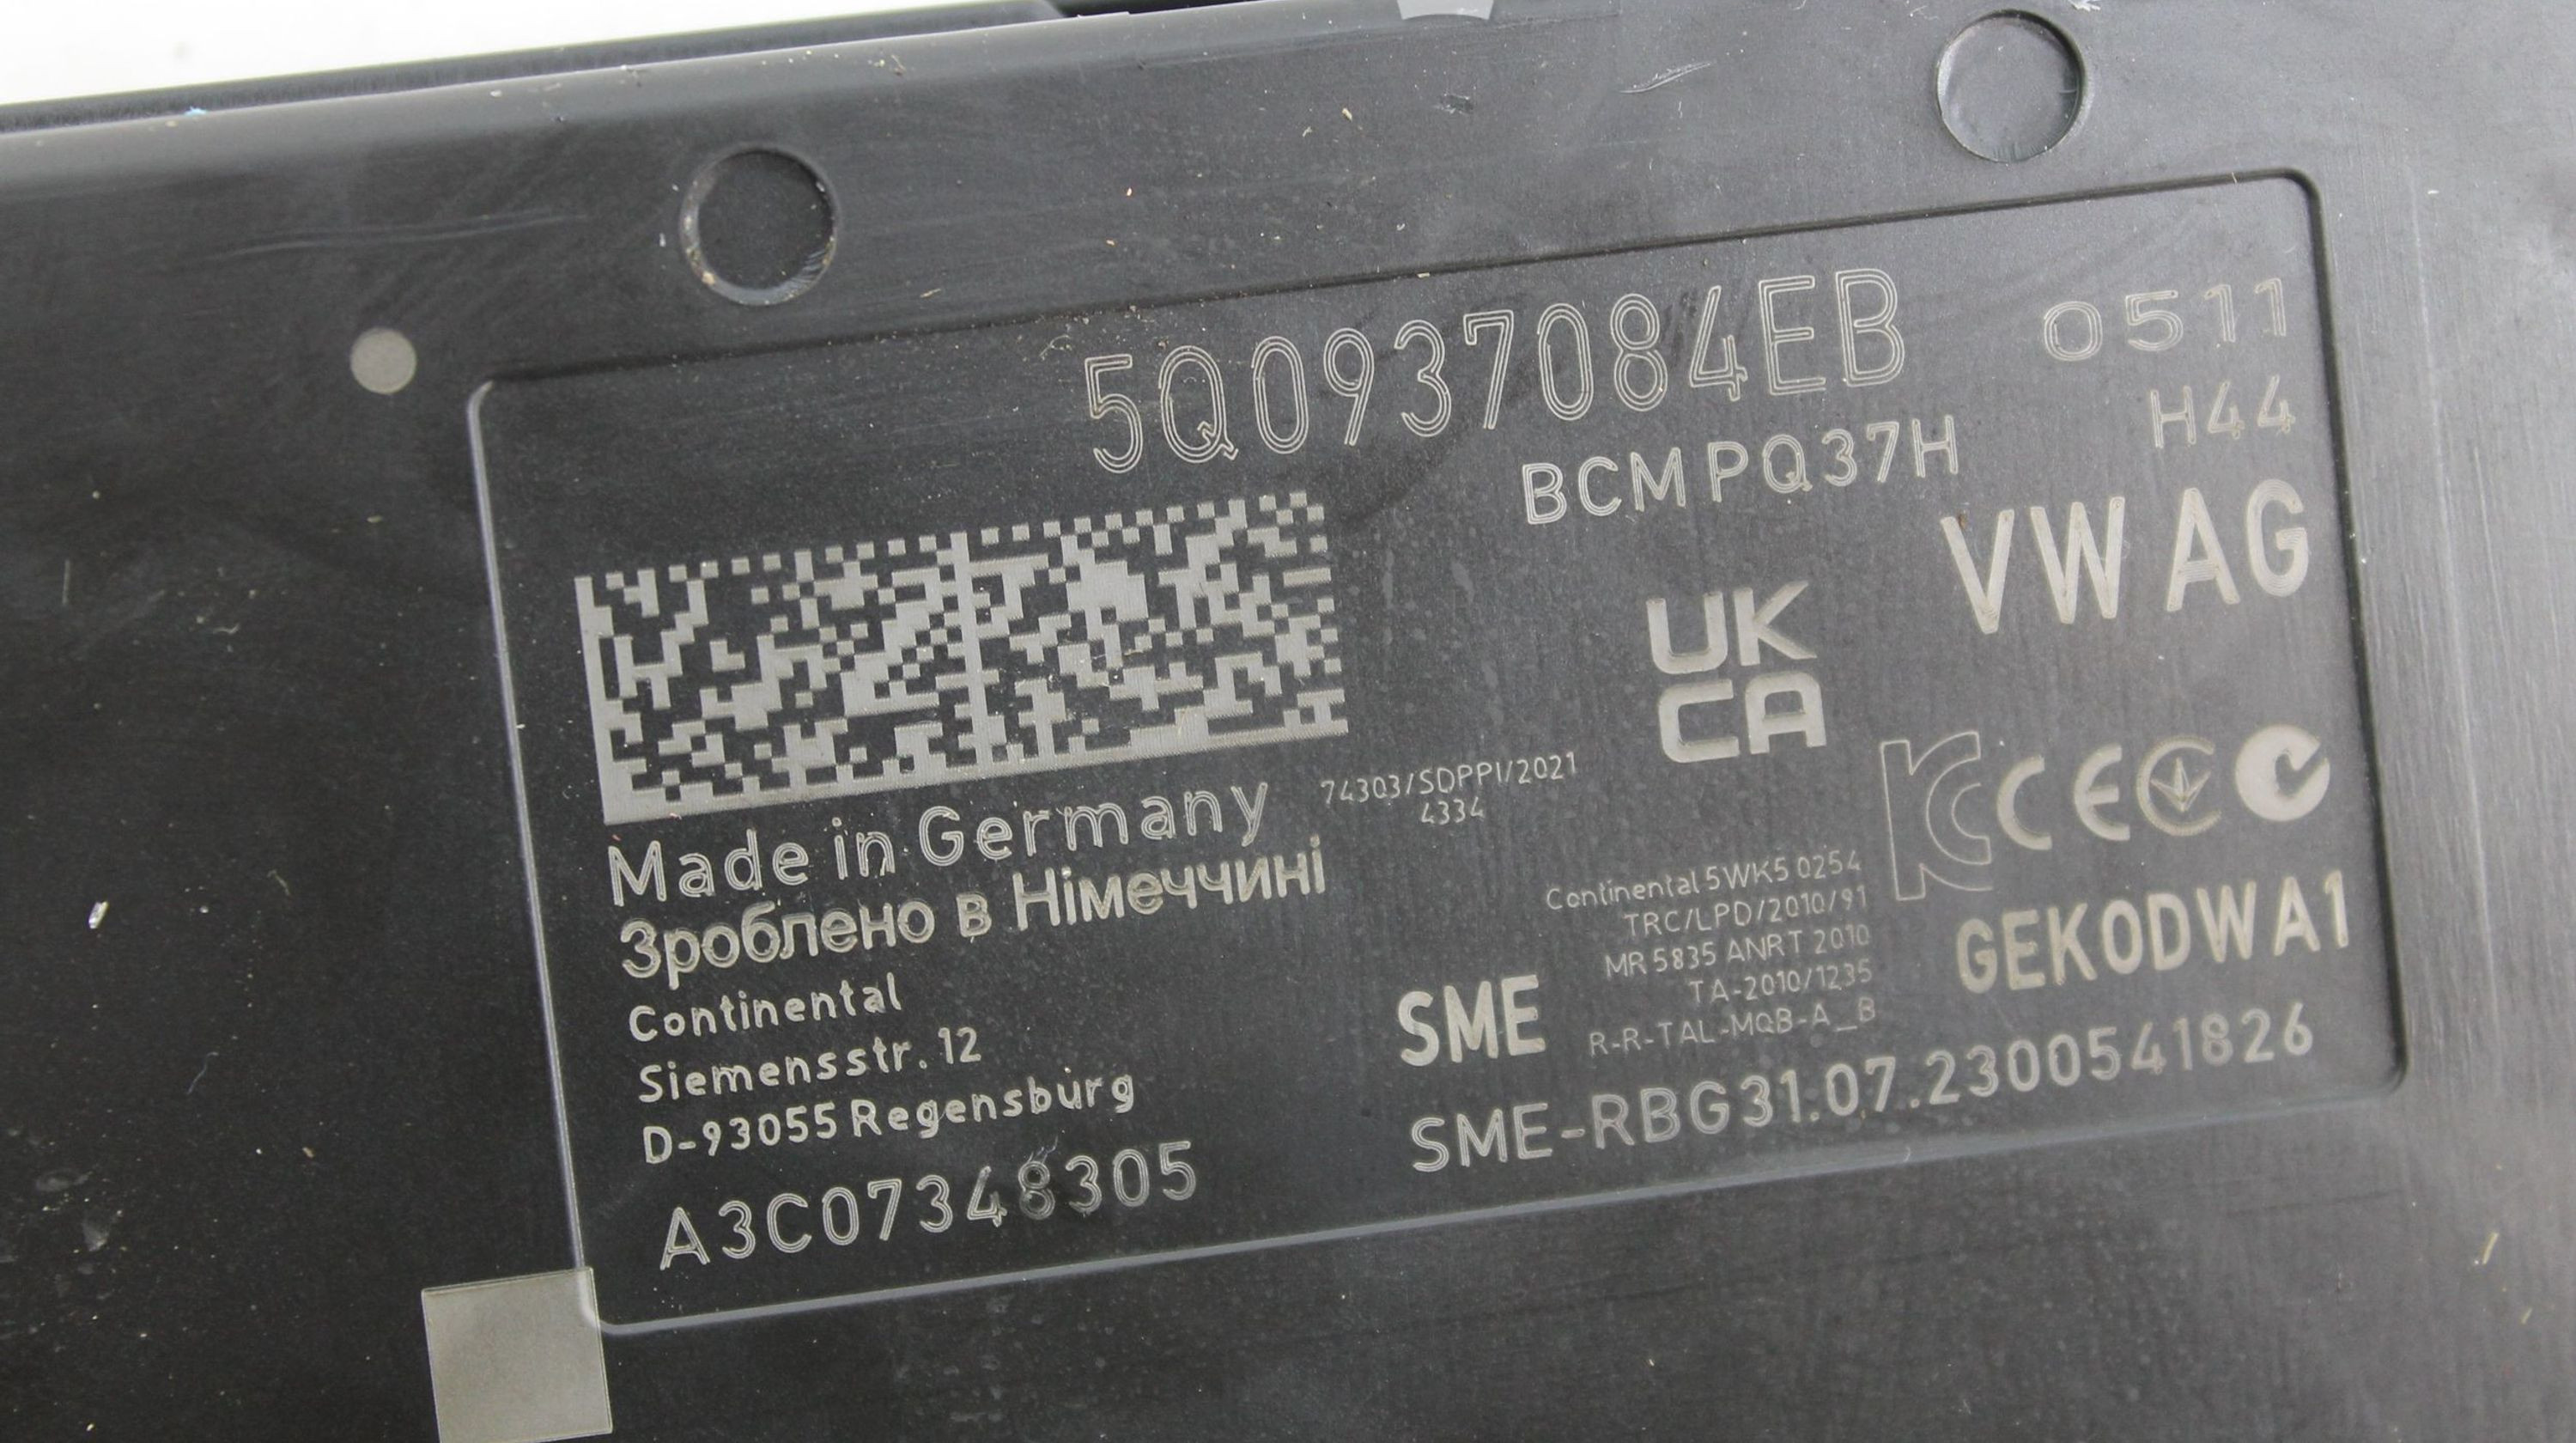 5Q0937084EB 0511
BCM PQ37H H44
VW AG
UK
CA
74303/SDPPI/2021
4334
Made in Germany
Зроблено в Німеччині
CE
Continental 5WK5 0254
TRC/LPD/2010/91
MR 5835 ANRT 2010
TA-2010/1235
R-R-TAL-MQB-A_B
GEK0DWA1
Continental
Siemensstr. 12
D-93055 Regensburg
SME
SME-RBG31.07.2300541826
A3C07348305